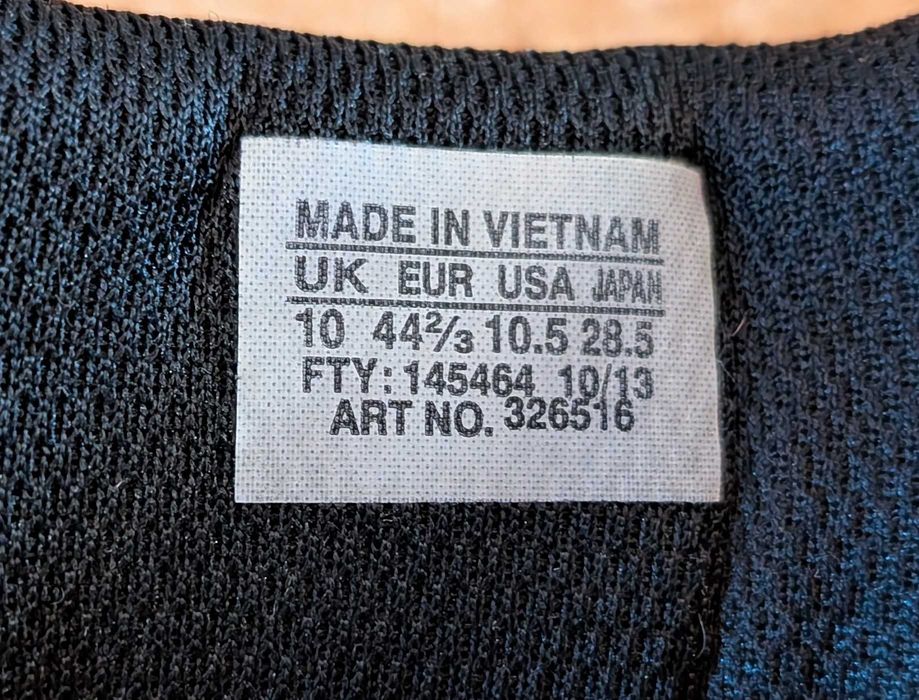 MADE IN VIETNAM
UK EUR USA JAPAN
10 44²/₃ 10.5 28.5
FTY: 145464 10/13
ART NO. 326516